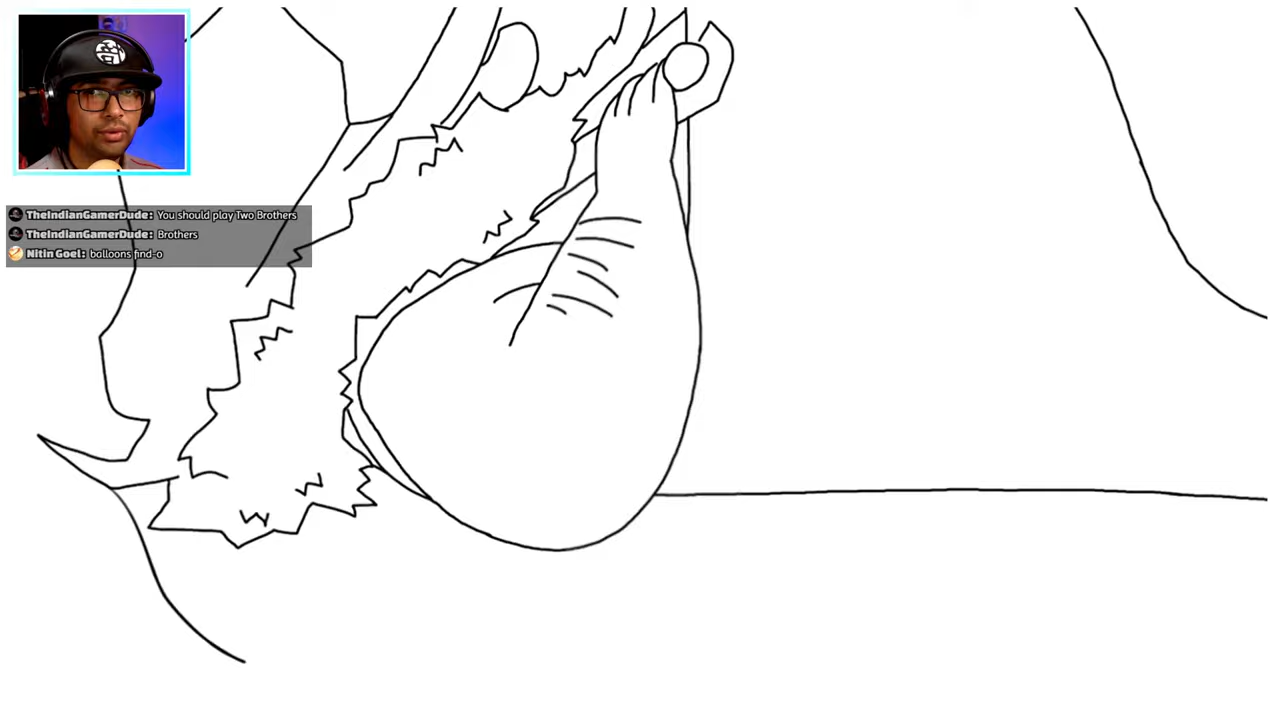 TheIndianGamerDude: You should play Two Brothers
TheIndianGamerDude: Brothers
Nitin Goel: balloons find-o